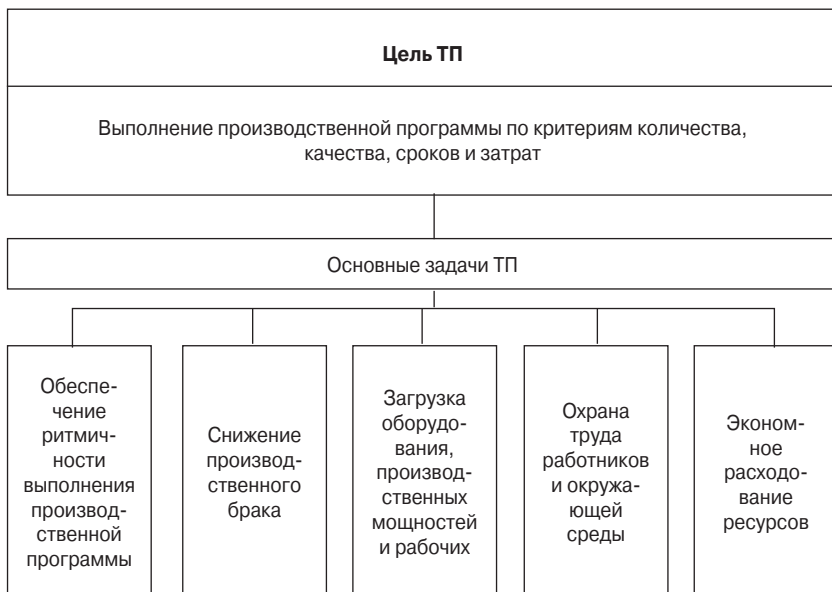 Цель ТП
Выполнение производственной программы по критериям количества,
качества, сроков и затрат
Основные задачи ТП
Обеспе-
чение
ритмич-
ности
выполнения
производ-
ственной
программы
Снижение
производ-
ственного
брака
Загрузка
оборудо-
вания,
производ-
ственных
мощностей
и рабочих
Охрана
труда
работников
и окружа-
ющей
среды
Эконом-
ное
расходо-
вание
ресурсов